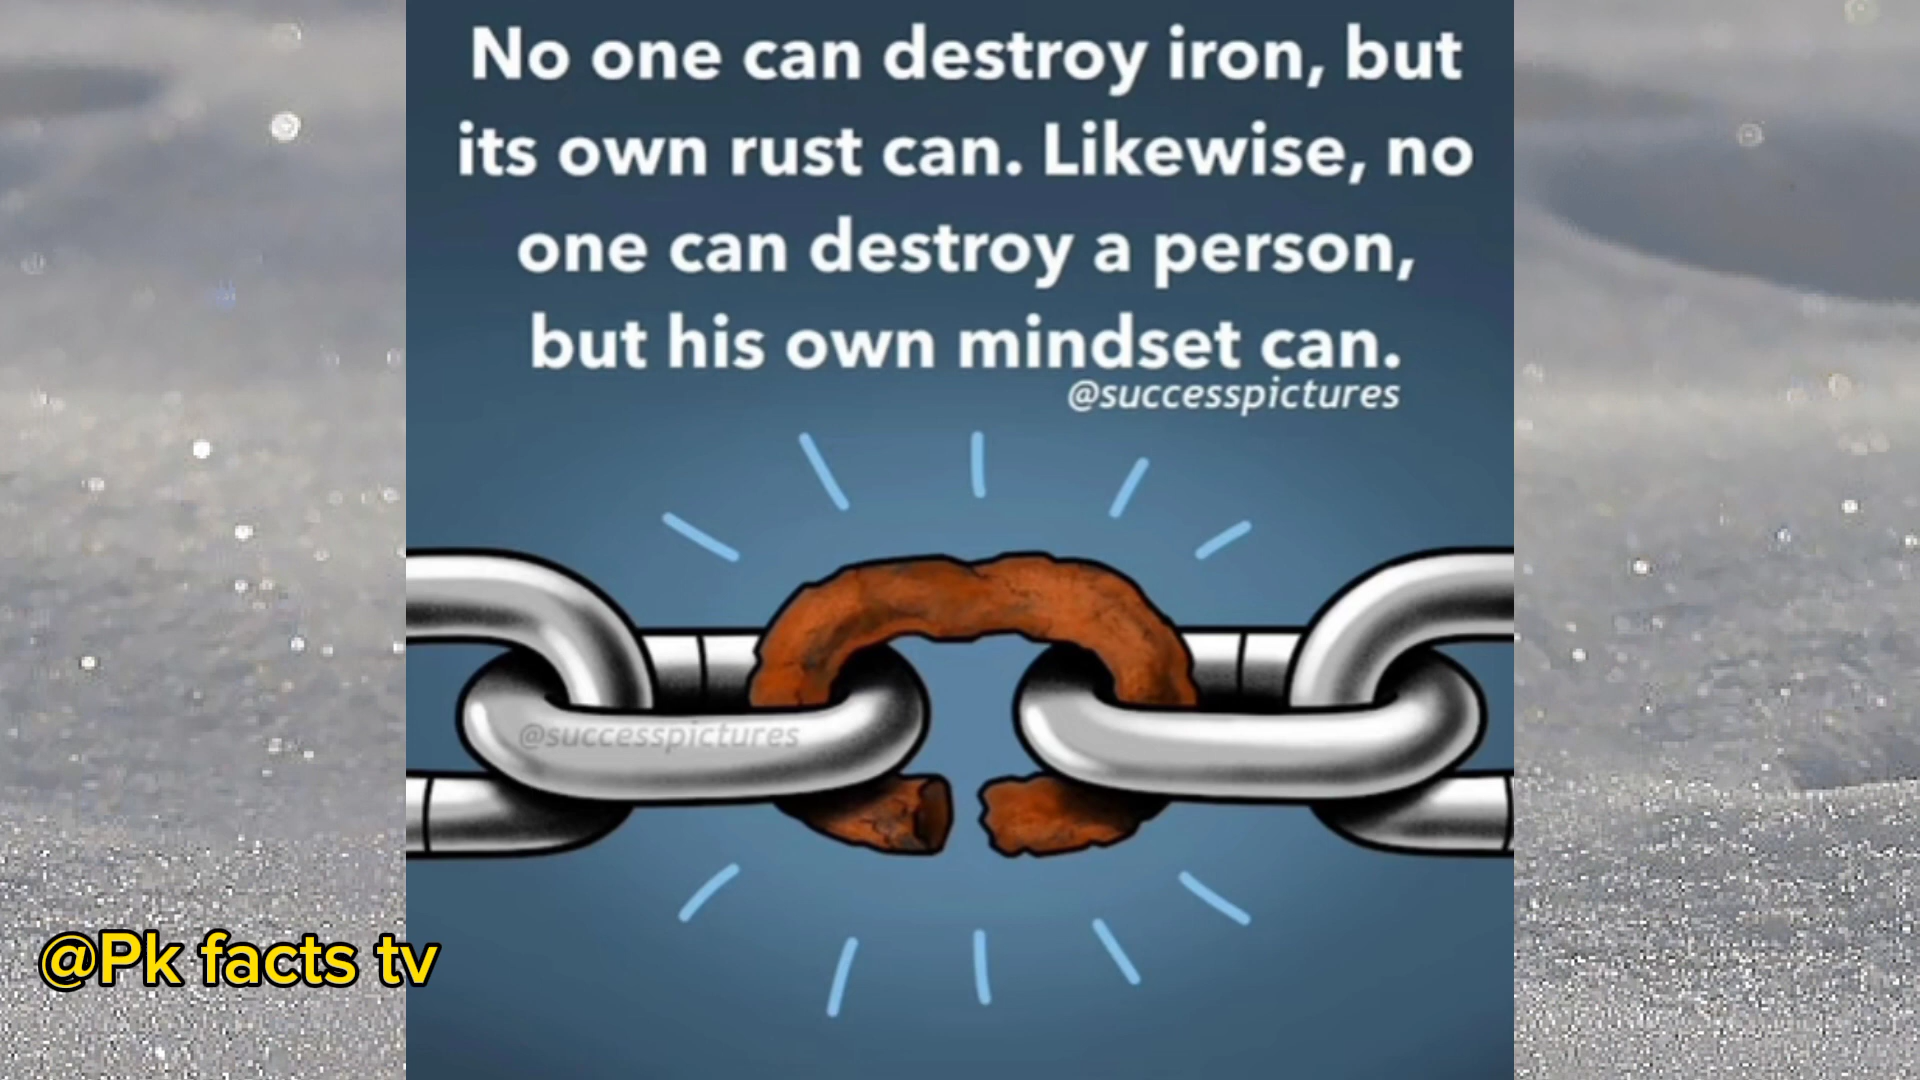 No one can destroy iron, but
its own rust can. Likewise, no
one can destroy a person,
but his own mindset can.
@successpictures
@successpictures
@Pk facts tv